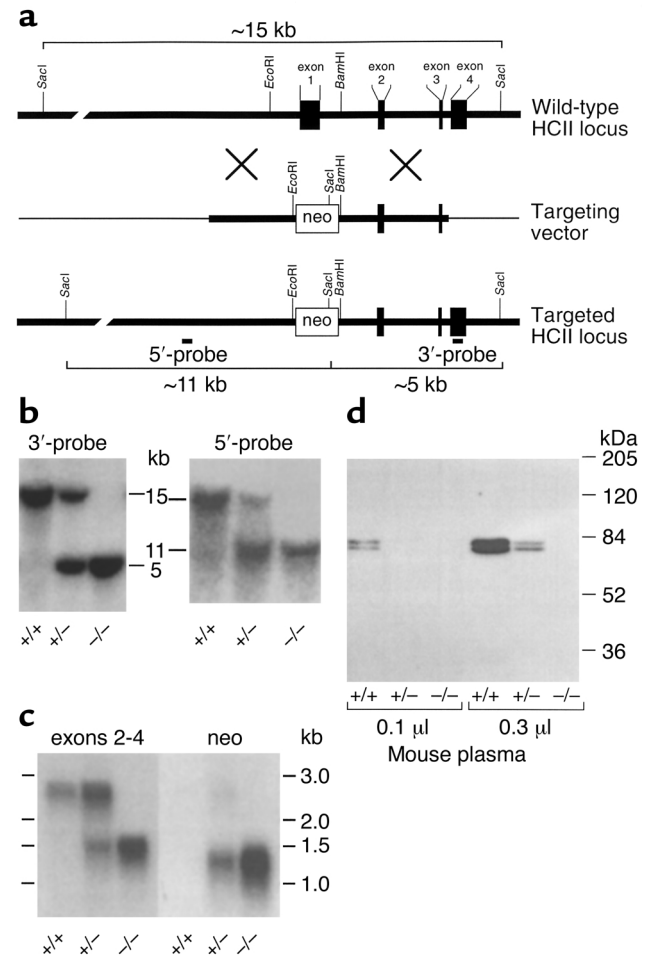 a
~15 kb
SacI
EcoRI
exon
1
BamHI
exon
2
exon
3
exon
4
SacI
Wild-type
HCII locus
EcoRI
SacI
BamHI
neo
Targeting
vector
SacI
EcoRI
SacI
BamHI
SacI
neo
Targeted
HCII locus
5′-probe
3′-probe
~11 kb
~5 kb
b
3′-probe
kb
5′-probe
15
11
5
+/+
+/−
−/−
+/+
+/−
−/−
c
exons 2-4
neo
kb
3.0
2.0
1.5
1.0
+/+
+/−
−/−
+/+
+/−
−/−
d
kDa
205
120
84
52
36
+/+ +/− −/− +/+ +/− −/−
0.1 µl 0.3 µl
Mouse plasma